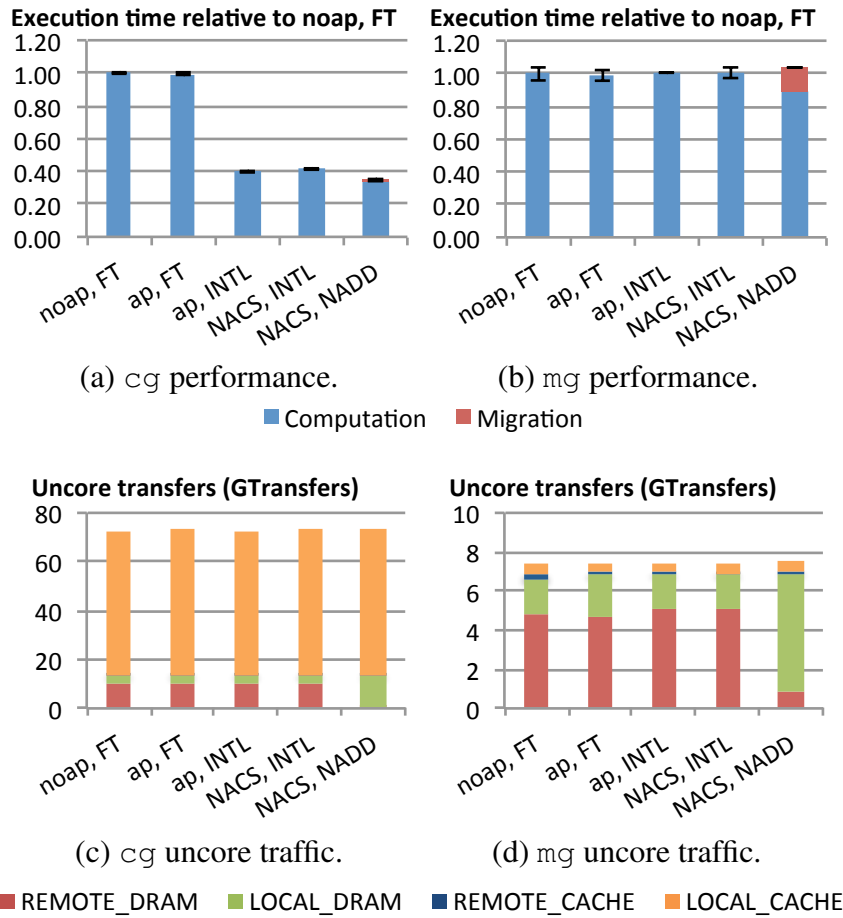 Execution time relative to noap, FT
1.20
1.00
0.80
0.60
0.40
0.20
0.00
noap, FT
ap, FT
ap, INTL
NACS, INTL
NACS, NADD
(a) cg performance.
Execution time relative to noap, FT
1.20
1.00
0.80
0.60
0.40
0.20
0.00
noap, FT
ap, FT
ap, INTL
NACS, INTL
NACS, NADD
(b) mg performance.
Computation Migration
Uncore transfers (GTransfers)
80
60
40
20
0
noap, FT
ap, FT
ap, INTL
NACS, INTL
NACS, NADD
(c) cg uncore traffic.
Uncore transfers (GTransfers)
10
8
6
4
2
0
noap, FT
ap, FT
ap, INTL
NACS, INTL
NACS, NADD
(d) mg uncore traffic.
REMOTE_DRAM LOCAL_DRAM REMOTE_CACHE LOCAL_CACHE